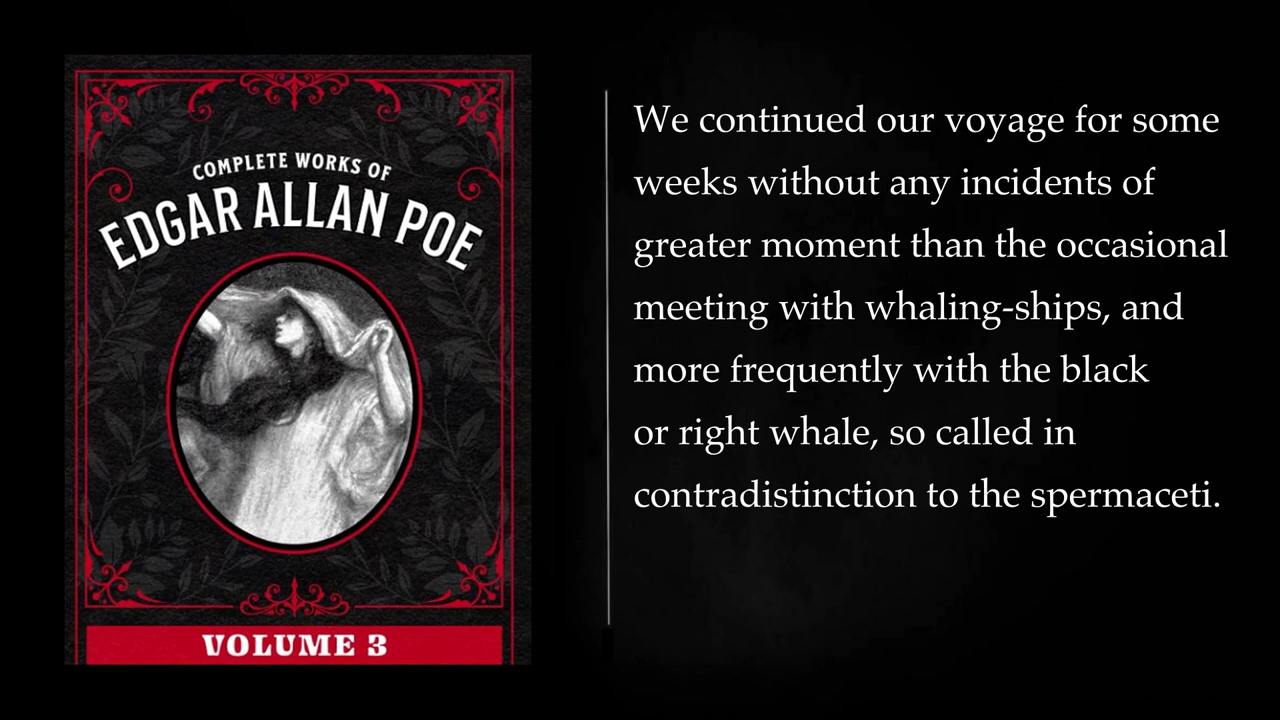 COMPLETE WORKS OF
EDGAR ALLAN POE
VOLUME 3
We continued our voyage for some
weeks without any incidents of
greater moment than the occasional
meeting with whaling-ships, and
more frequently with the black
or right whale, so called in
contradistinction to the spermaceti.